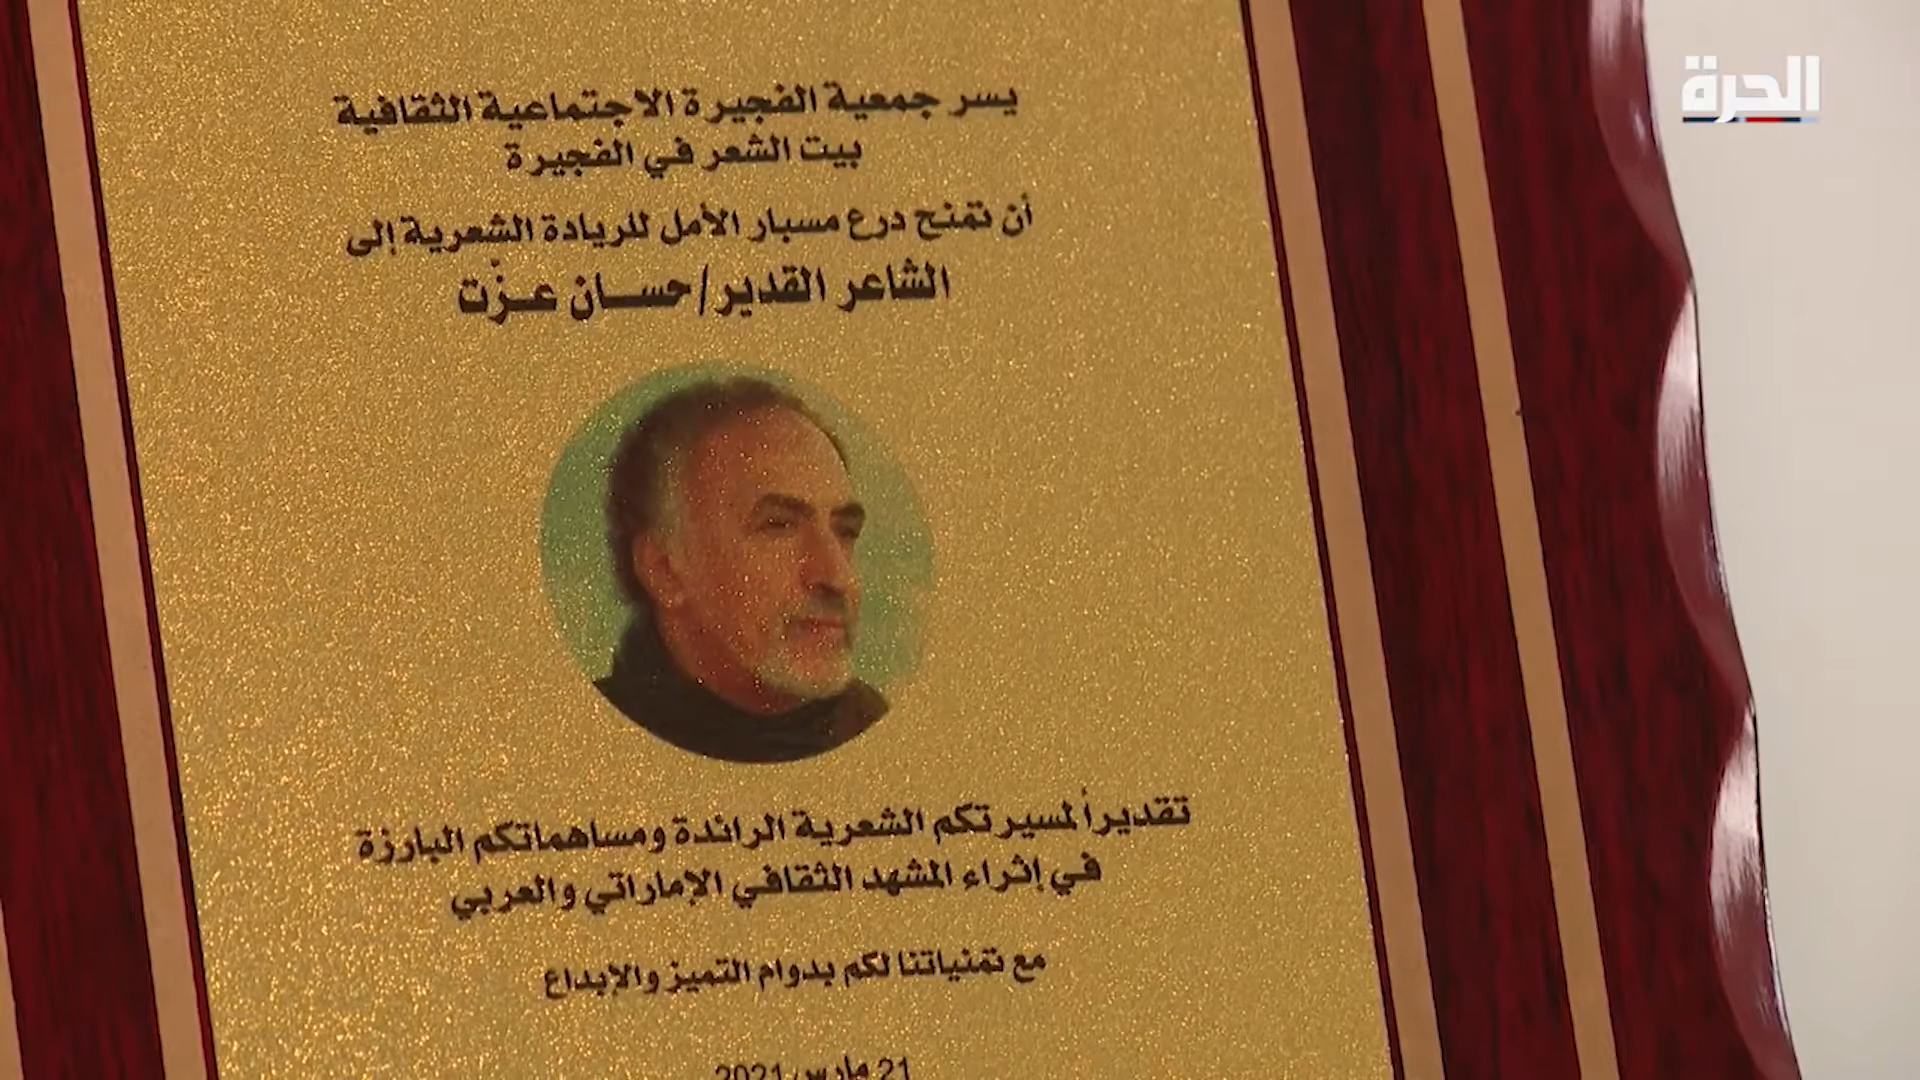 الحرة
يسر جمعية الفجيرة الاجتماعية الثقافية
بيت الشعر في الفجيرة
أن تمنح درع مسبار الأمل للريادة الشعرية إلى
الشاعر القدير/حسان عزّت
تقديراً لمسيرتكم الشعرية الرائدة ومساهماتكم البارزة
في إثراء المشهد الثقافي الإماراتي والعربي
مع تمنياتنا لكم بدوام التميز والإبداع
21 مارس 2021